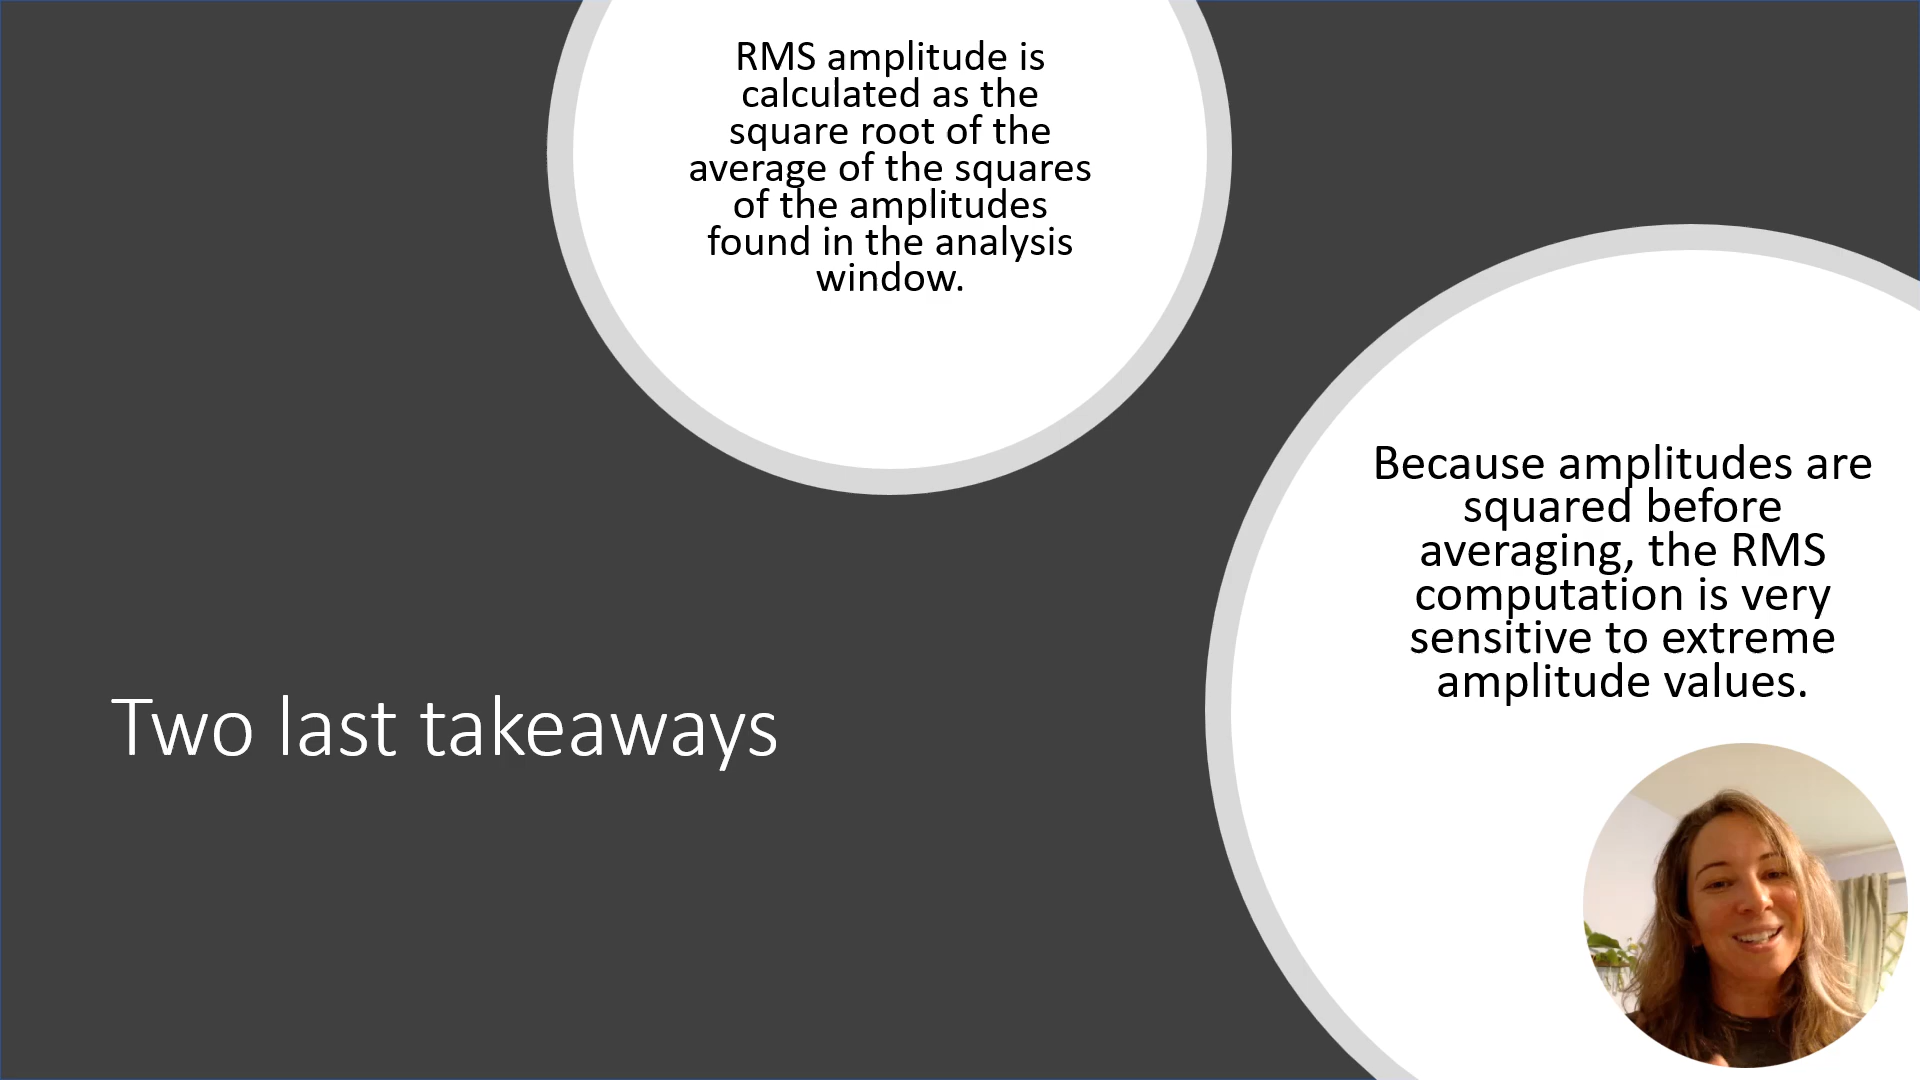 RMS amplitude is
calculated as the
square root of the
average of the squares
of the amplitudes
found in the analysis
window.
Because amplitudes are
squared before
averaging, the RMS
computation is very
sensitive to extreme
amplitude values.
Two last takeaways